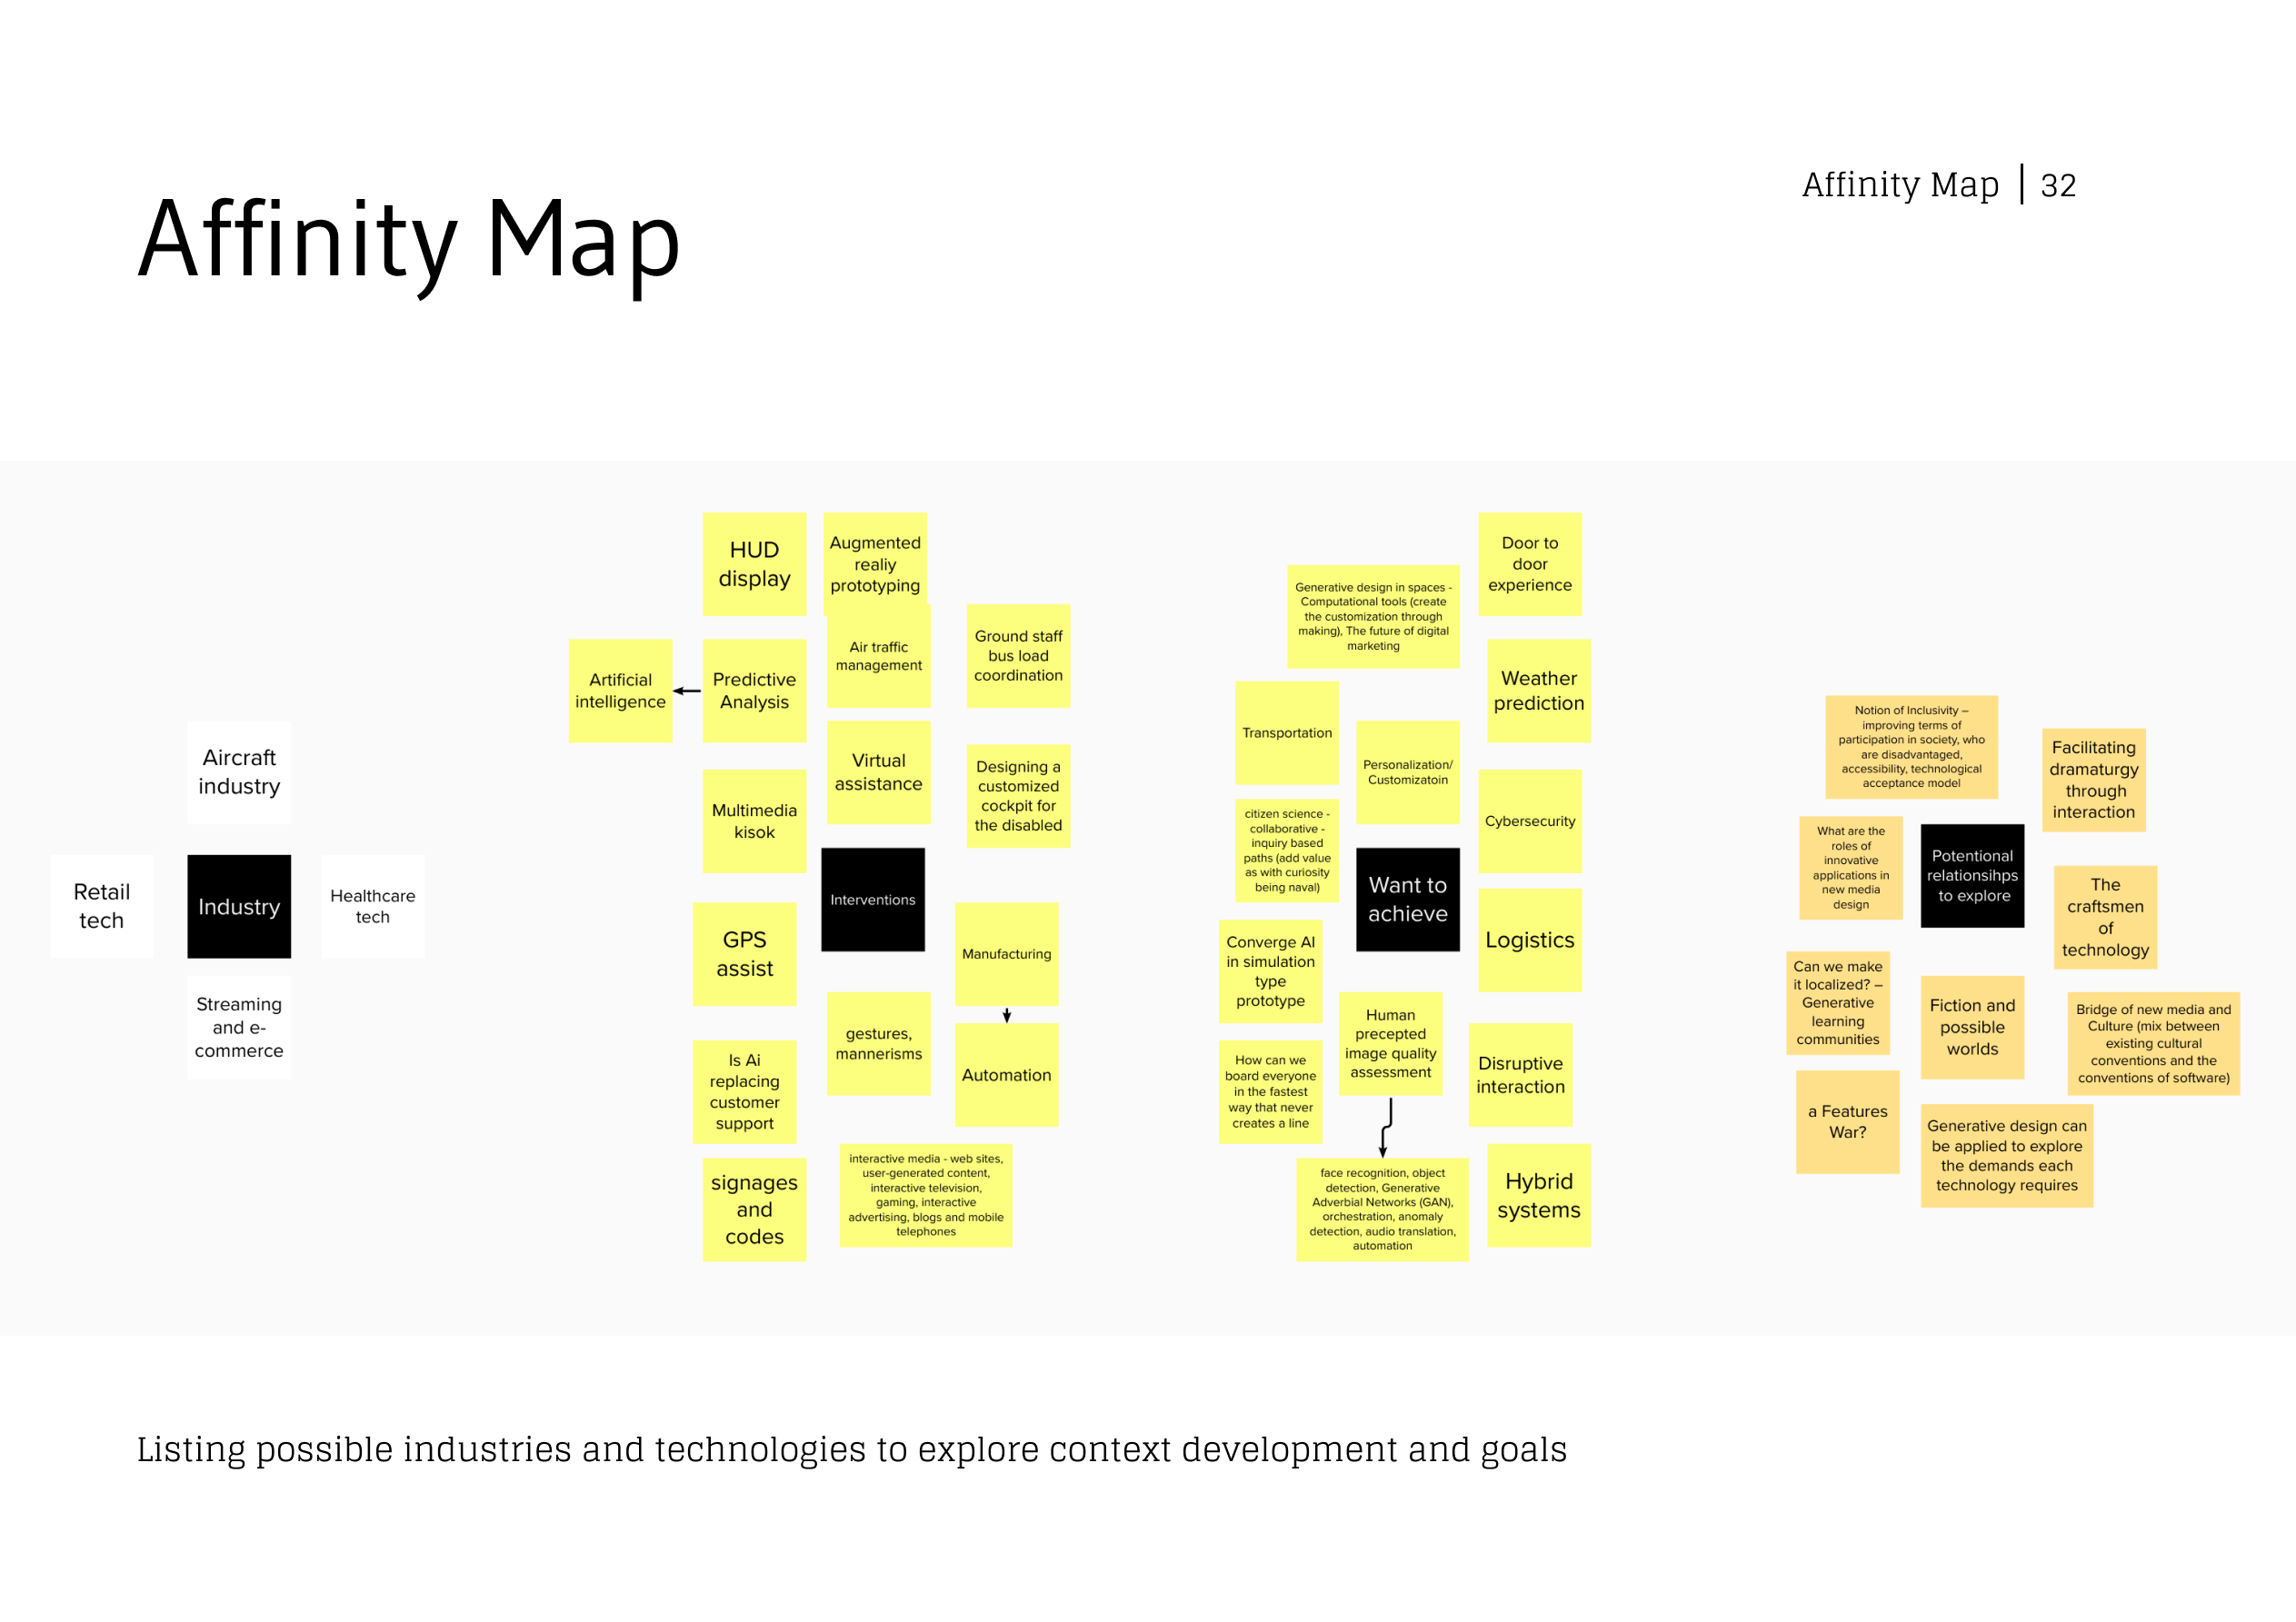 Affinity Map
Affinity Map | 32
Aircraft
industry
Retail
tech
Industry
Healthcare
tech
Streaming
and e-
commerce
HUD
display
Augmented
realiy
prototyping
Artificial
intelligence
Predictive
Analysis
Air traffic
management
Ground staff
bus load
coordination
Multimedia
kisok
Virtual
assistance
Designing a
customized
cockpit for
the disabled
Interventions
GPS
assist
Manufacturing
gestures,
mannerisms
Automation
Is Ai
replacing
customer
support
signages
and
codes
interactive media - web sites,
user-generated content,
interactive television,
gaming, interactive
advertising, blogs and mobile
telephones
Door to
door
experience
Generative design in spaces -
Computational tools (create
the customization through
making), The future of digital
marketing
Weather
prediction
Transportation
Personalization/
Customizatoin
Cybersecurity
citizen science -
collaborative -
inquiry based
paths (add value
as with curiosity
being naval)
Want to
achieve
Logistics
Converge AI
in simulation
type
prototype
Human
precepted
image quality
assessment
Disruptive
interaction
How can we
board everyone
in the fastest
way that never
creates a line
face recognition, object
detection, Generative
Adverbial Networks (GAN),
orchestration, anomaly
detection, audio translation,
automation
Hybrid
systems
Notion of Inclusivity –
improving terms of
participation in society, who
are disadvantaged,
accessibility, technological
acceptance model
Facilitating
dramaturgy
through
interaction
What are the
roles of
innovative
applications in
new media
design
Potentional
relationsihps
to explore
The
craftsmen
of
technology
Can we make
it localized? –
Generative
learning
communities
Fiction and
possible
worlds
Bridge of new media and
Culture (mix between
existing cultural
conventions and the
conventions of software)
a Features
War?
Generative design can
be applied to explore
the demands each
technology requires
Listing possible industries and technologies to explore context development and goals